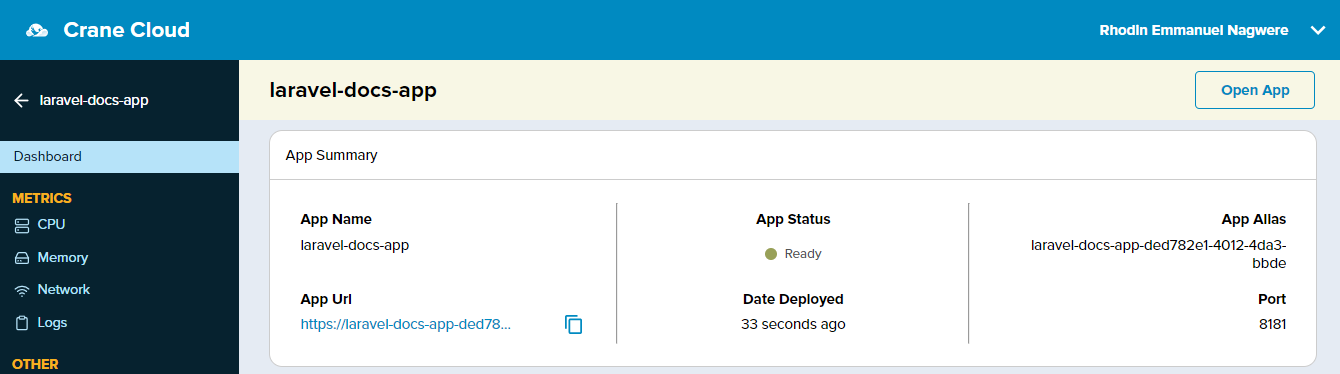 Crane Cloud
Rhodin Emmanuel Nagwere
laravel-docs-app
laravel-docs-app
Open App
Dashboard
METRICS
CPU
Memory
Network
Logs
OTHER
App Summary
App Name
laravel-docs-app
App Status
Ready
App Alias
laravel-docs-app-ded782e1-4012-4da3-
bbde
App Url
https://laravel-docs-app-ded78...
Date Deployed
33 seconds ago
Port
8181